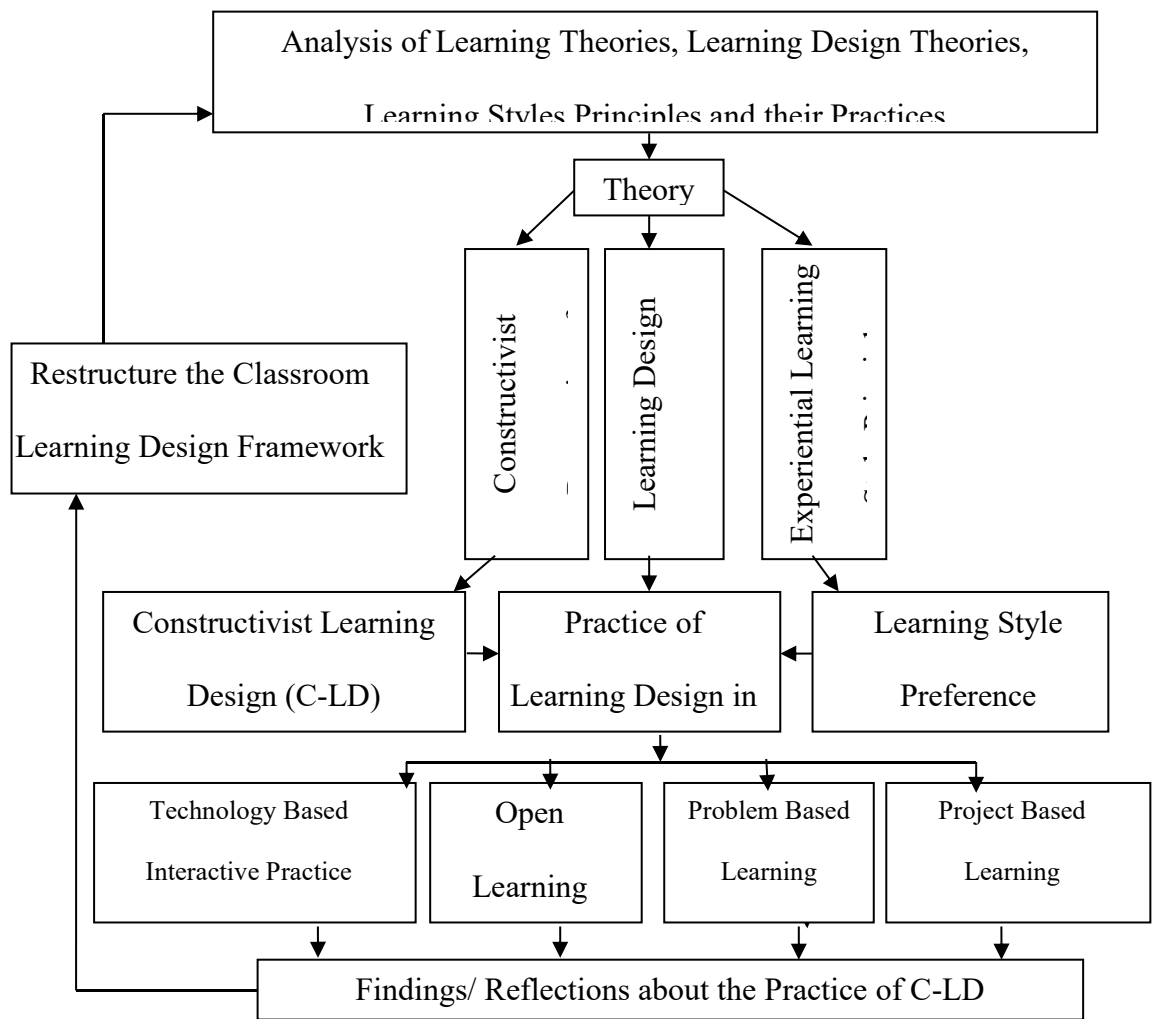 Analysis of Learning Theories, Learning Design Theories,
Learning Styles Principles and their Practices
Theory
Constructivist
Learning Design
Experiential Learning
Restructure the Classroom
Learning Design Framework
Constructivist Learning
Design (C-LD)
Practice of
Learning Design in
Learning Style
Preference
Technology Based
Interactive Practice
Open
Learning
Problem Based
Learning
Project Based
Learning
Findings/ Reflections about the Practice of C-LD